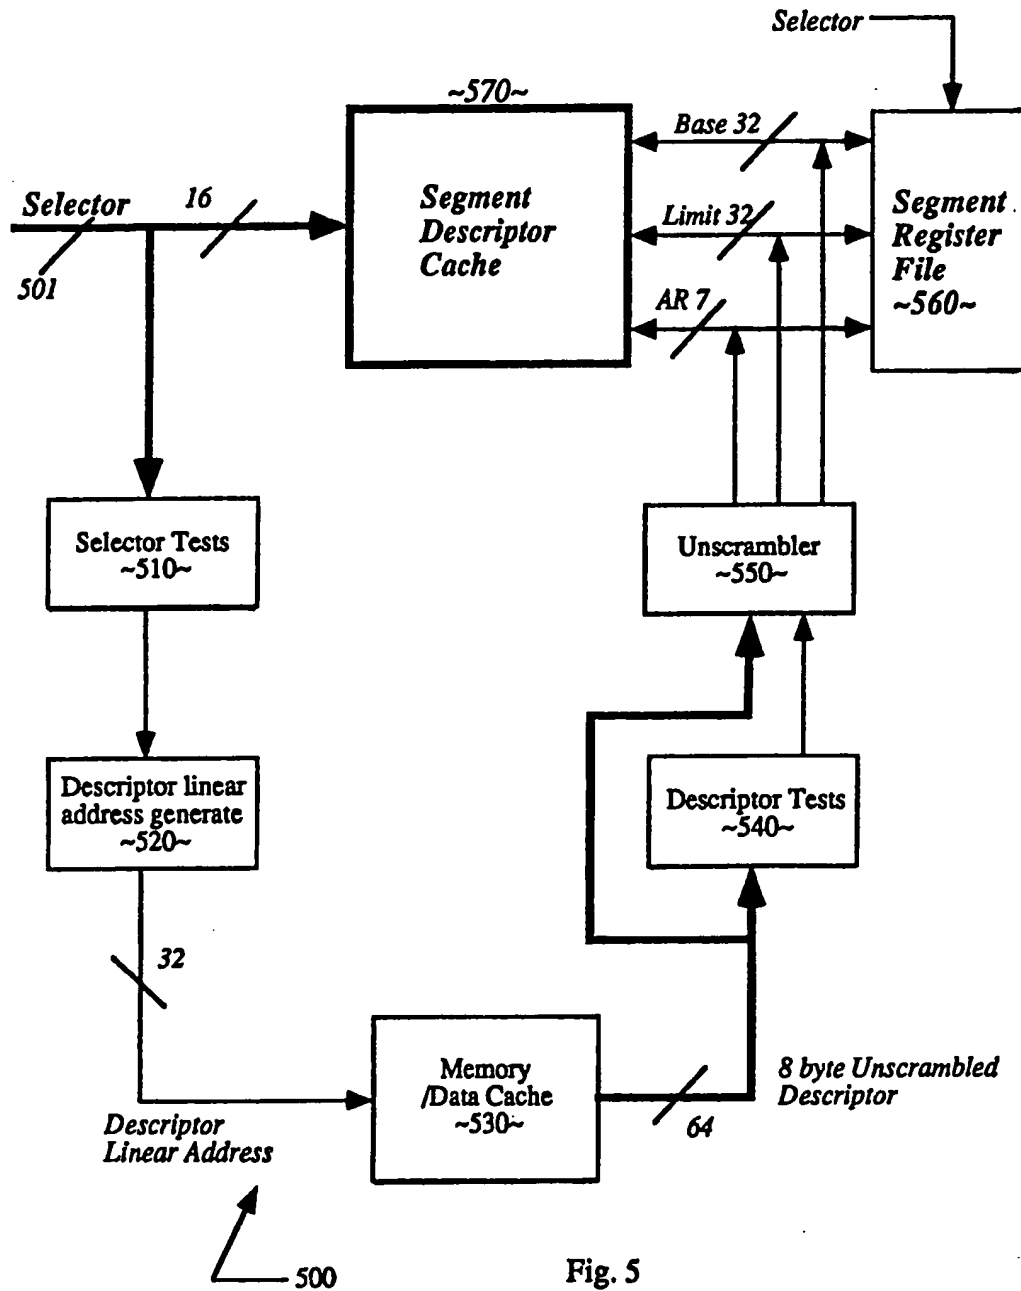 Selector
~570~
Base 32
Selector
16
501
Segment
Descriptor
Cache
Limit 32
AR 7
Segment
Register
File
~560~
Selector Tests
~510~
Unscrambler
~550~
Descriptor linear
address generate
~520~
Descriptor Tests
~540~
32
Memory
/Data Cache
~530~
8 byte Unscrambled
Descriptor
64
Descriptor
Linear Address
500
Fig. 5